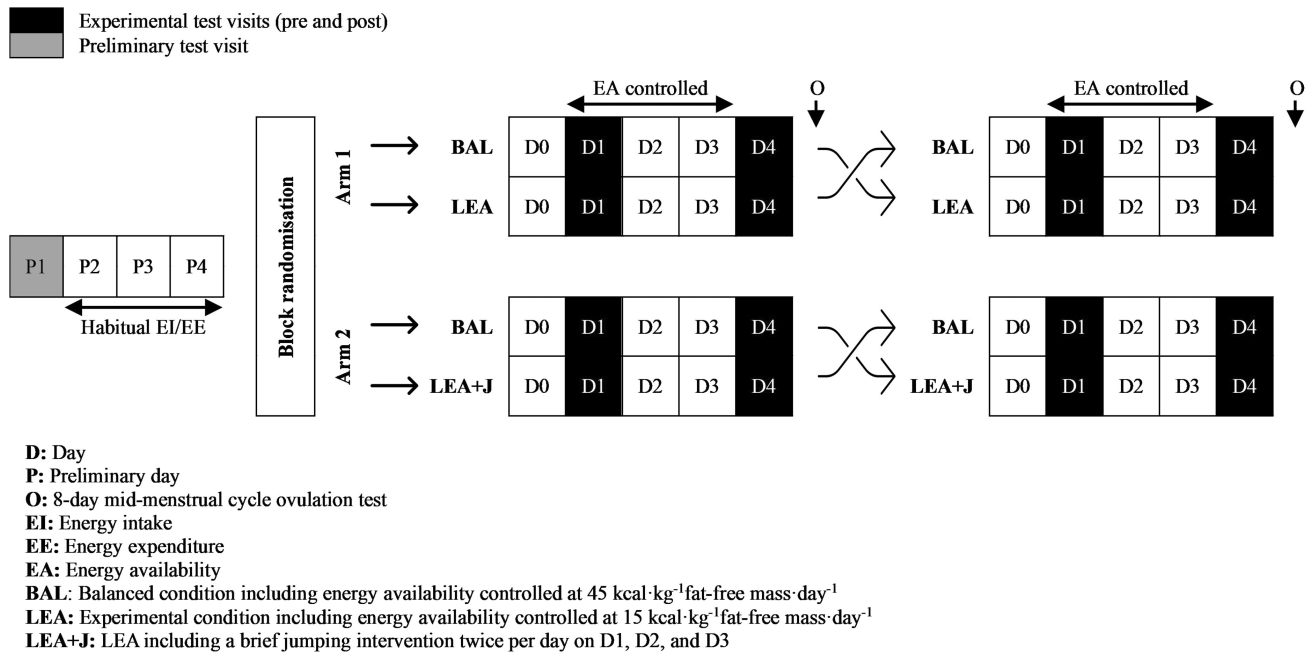 Experimental test visits (pre and post)
Preliminary test visit
EA controlled
O
EA controlled
O
Block randomisation
Arm 1
BAL
D0 D1 D2 D3 D4
BAL
D0 D1 D2 D3 D4
LEA
D0 D1 D2 D3 D4
LEA
D0 D1 D2 D3 D4
P1 P2 P3 P4
Habitual EI/EE
Arm 2
BAL
D0 D1 D2 D3 D4
BAL
D0 D1 D2 D3 D4
LEA+J
D0 D1 D2 D3 D4
LEA+J
D0 D1 D2 D3 D4
D: Day
P: Preliminary day
O: 8-day mid-menstrual cycle ovulation test
EI: Energy intake
EE: Energy expenditure
EA: Energy availability
BAL: Balanced condition including energy availability controlled at 45 kcal·kg⁻¹fat-free mass·day⁻¹
LEA: Experimental condition including energy availability controlled at 15 kcal·kg⁻¹fat-free mass·day⁻¹
LEA+J: LEA including a brief jumping intervention twice per day on D1, D2, and D3